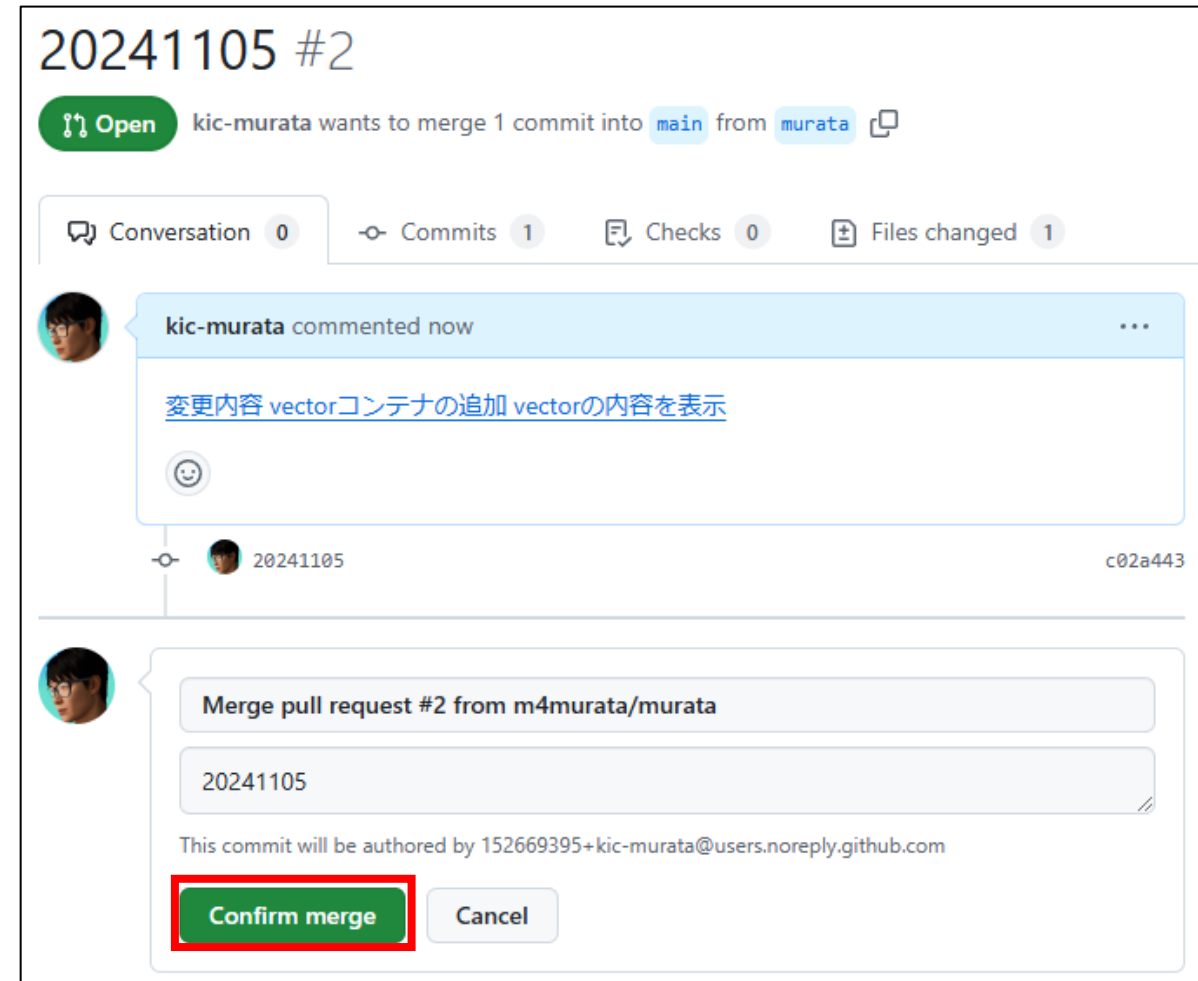 20241105 #2
Open kic-murata wants to merge 1 commit into main from murata
Conversation 0 Commits 1 Checks 0 Files changed 1
kic-murata commented now
変更内容 vectorコンテナの追加 vectorの内容を表示
20241105 c02a443
Merge pull request #2 from m4murata/murata
20241105
This commit will be authored by 152669395+kic-murata@users.noreply.github.com
Confirm merge Cancel